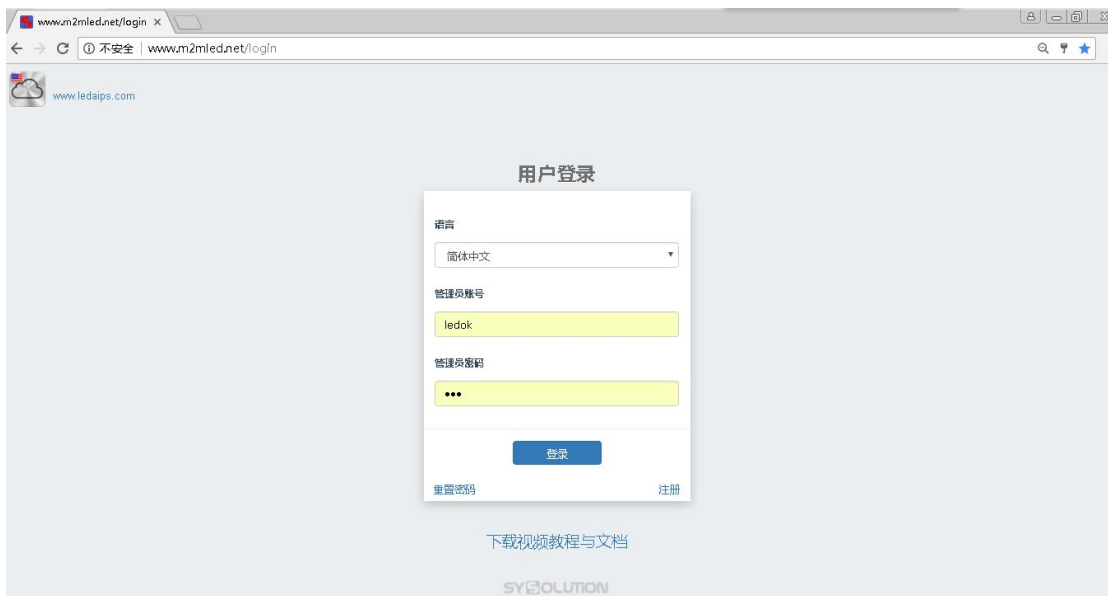 www.m2mled.net/login
不安全 www.m2mled.net/login
www.ledaips.com
用户登录
语言
简体中文
管理员账号
ledok
管理员密码
•••
登录
重置密码 注册
下载视频教程与文档
SYSOLUTION